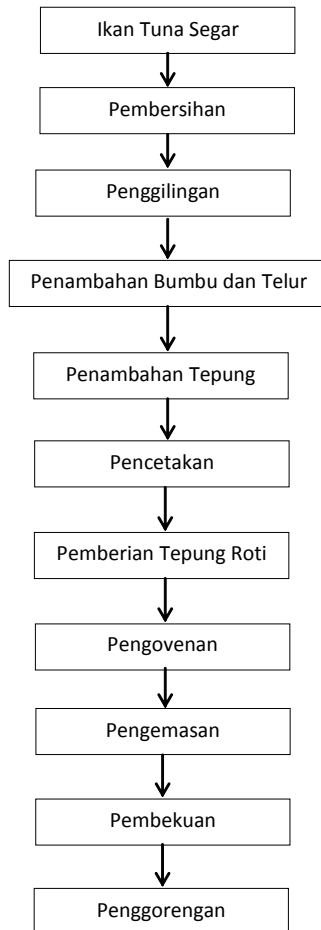 Ikan Tuna Segar
Pembersihan
Penggilingan
Penambahan Bumbu dan Telur
Penambahan Tepung
Pencetakan
Pemberian Tepung Roti
Pengovenan
Pengemasan
Pembekuan
Penggorengan